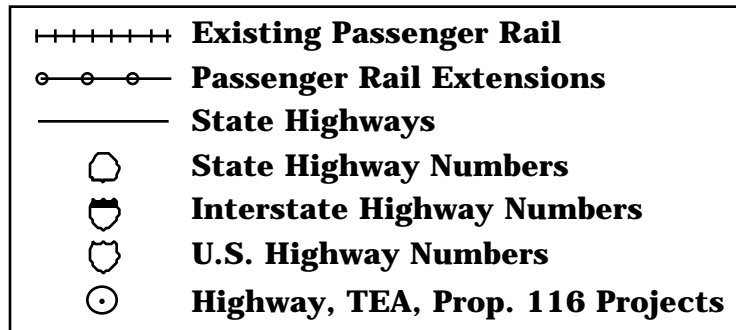 Existing Passenger Rail
Passenger Rail Extensions
State Highways
State Highway Numbers
Interstate Highway Numbers
U.S. Highway Numbers
Highway, TEA, Prop. 116 Projects